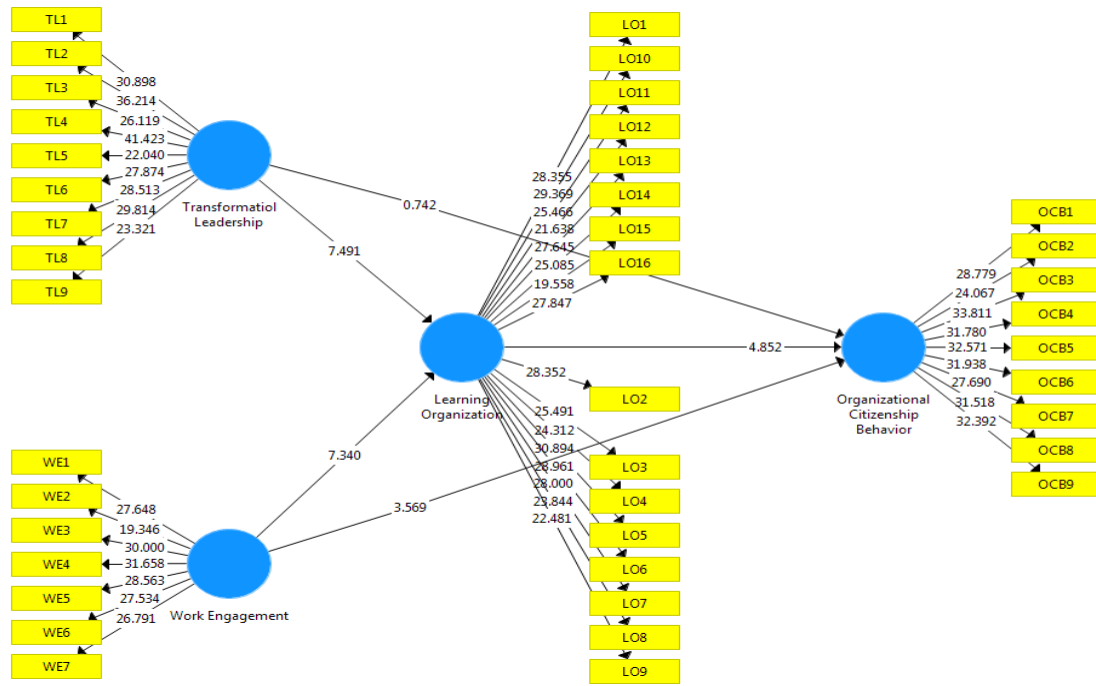 TL1
TL2
TL3
TL4
TL5
TL6
TL7
TL8
TL9
30.898
36.214
26.119
41.423
22.040
27.874
28.513
29.814
23.321
Transformatiol
Leadership
0.742
7.491
LO1
LO10
LO11
LO12
LO13
LO14
LO15
LO16
28.355
29.369
25.466
21.638
27.645
25.085
19.558
27.847
Learning
Organization
4.852
28.352
LO2
25.491
24.312
30.894
28.961
28.000
23.844
22.481
LO3
LO4
LO5
LO6
LO7
LO8
LO9
7.340
3.569
WE1
WE2
WE3
WE4
WE5
WE6
WE7
27.648
19.346
30.000
31.658
28.563
27.534
26.791
Work Engagement
Organizational
Citizenship
Behavior
28.779
24.067
33.811
31.780
32.571
31.938
27.690
31.518
32.392
OCB1
OCB2
OCB3
OCB4
OCB5
OCB6
OCB7
OCB8
OCB9